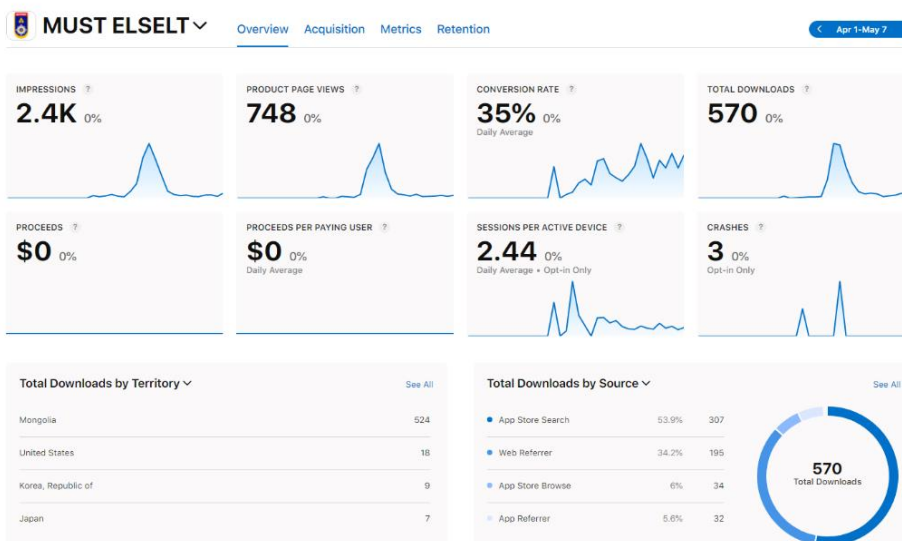 MUST ELSELT
Overview Acquisition Metrics Retention
Apr 1-May 7
IMPRESSIONS ?
2.4K 0%
PRODUCT PAGE VIEWS ?
748 0%
CONVERSION RATE ?
35% 0%
Daily Average
TOTAL DOWNLOADS ?
570 0%
PROCEEDS ?
$0 0%
PROCEEDS PER PAYING USER ?
$0 0%
Daily Average
SESSIONS PER ACTIVE DEVICE ?
2.44 0%
Daily Average • Opt-in Only
CRASHES ?
3 0%
Opt-in Only
Total Downloads by Territory
See All
Mongolia 524
United States 18
Korea, Republic of 9
Japan 7
Total Downloads by Source
See All
App Store Search 53.9% 307
Web Referrer 34.2% 195
App Store Browse 6% 34
App Referrer 5.6% 32
570
Total Downloads